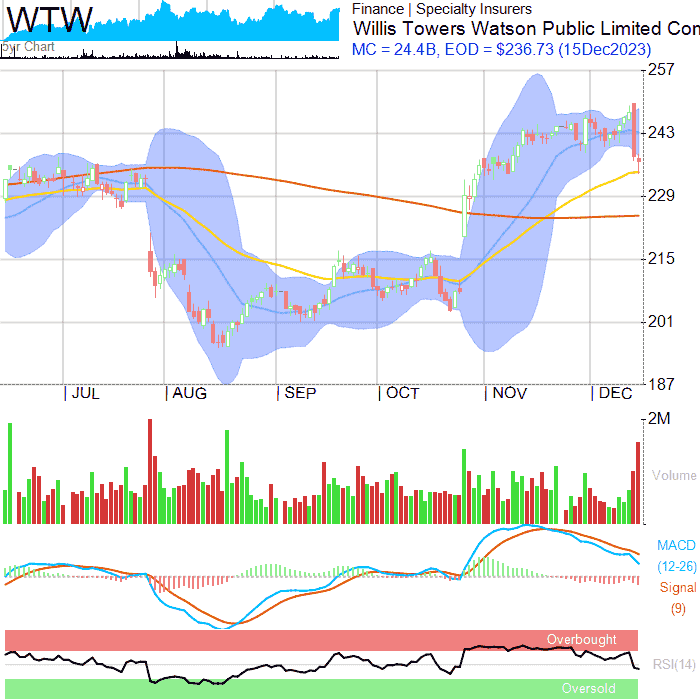 WTW
5yr Chart
Finance | Specialty Insurers
Willis Towers Watson Public Limited Con
MC = 24.4B, EOD = $236.73 (15Dec2023)
257
243
229
215
201
187
| JUL | AUG | SEP | OCT | NOV | DEC
2M
Volume
MACD
(12-26)
Signal
(9)
Overbought
RSI(14)
Oversold